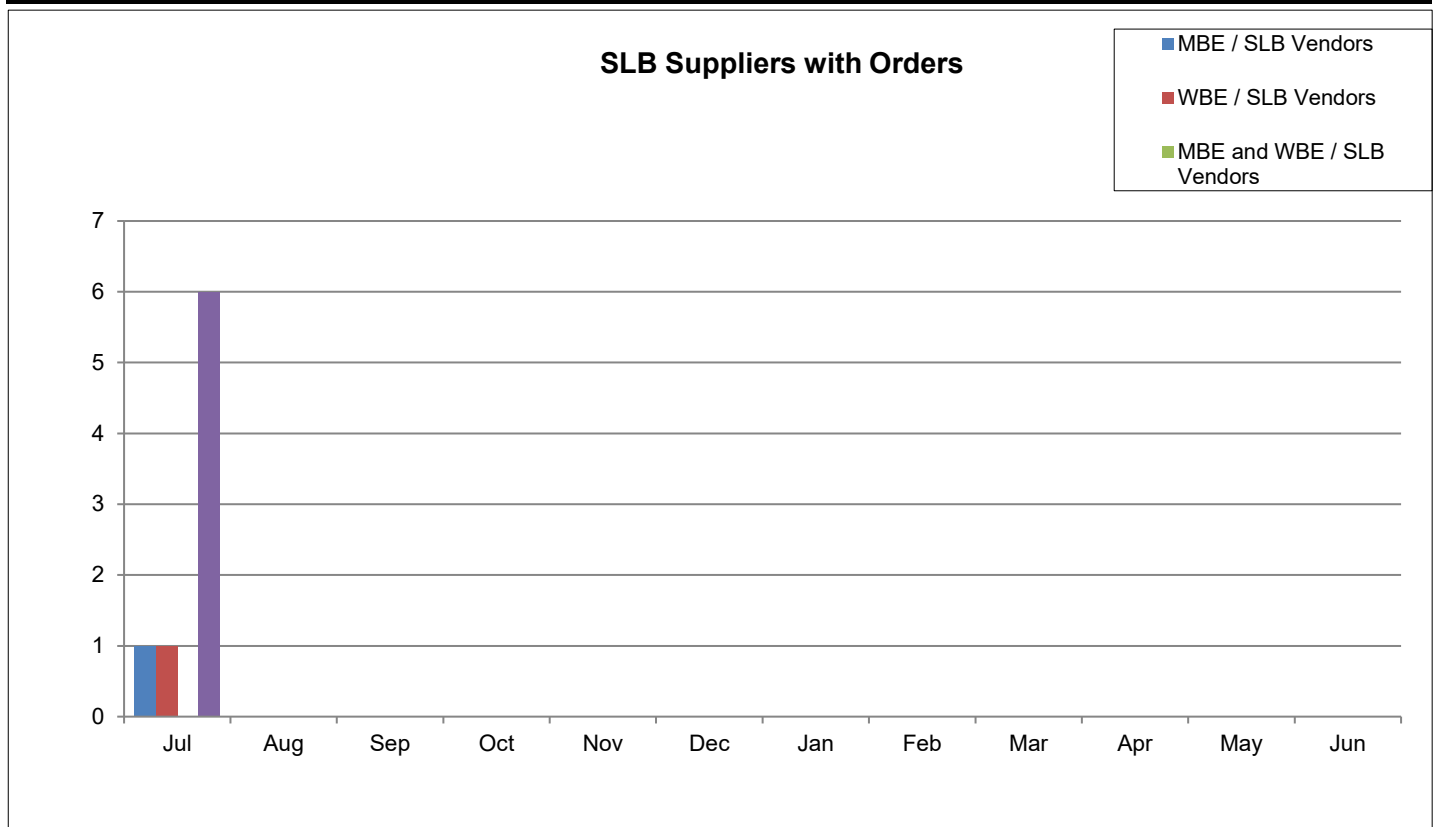 SLB Suppliers with Orders
MBE / SLB Vendors
WBE / SLB Vendors
MBE and WBE / SLB
Vendors
7
6
5
4
3
2
1
0
Jul Aug Sep Oct Nov Dec Jan Feb Mar Apr May Jun